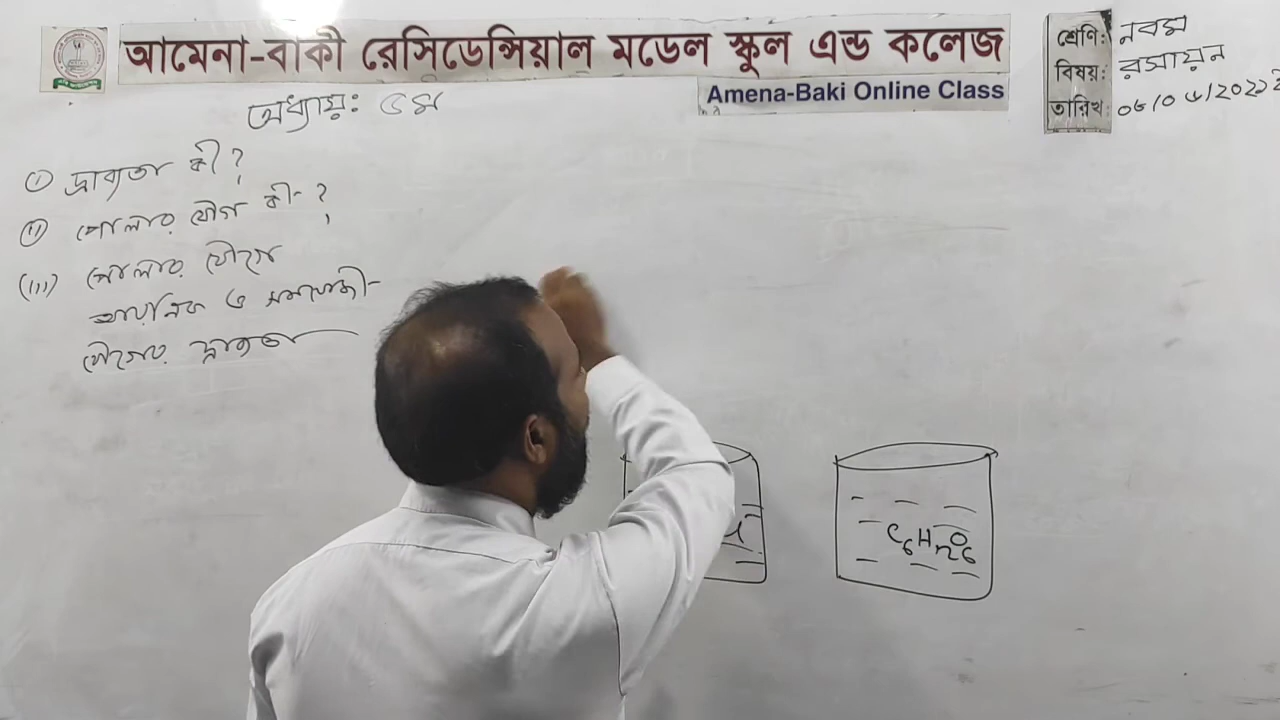 আমেনা-বাকী রেসিডেন্সিয়াল মডেল স্কুল এন্ড কলেজ
Amena-Baki Online Class
শ্রেণি: নবম
বিষয়: রসায়ন
তারিখ:
অধ্যায়: ৫ম
(i) দ্রাব্যতা কী?
(ii) পোলার যৌগ কী?
(iii) পোলার যৌগে
আয়নিক ও সমযোজী
যৌগের দ্রাব্যতা
C6H12O6